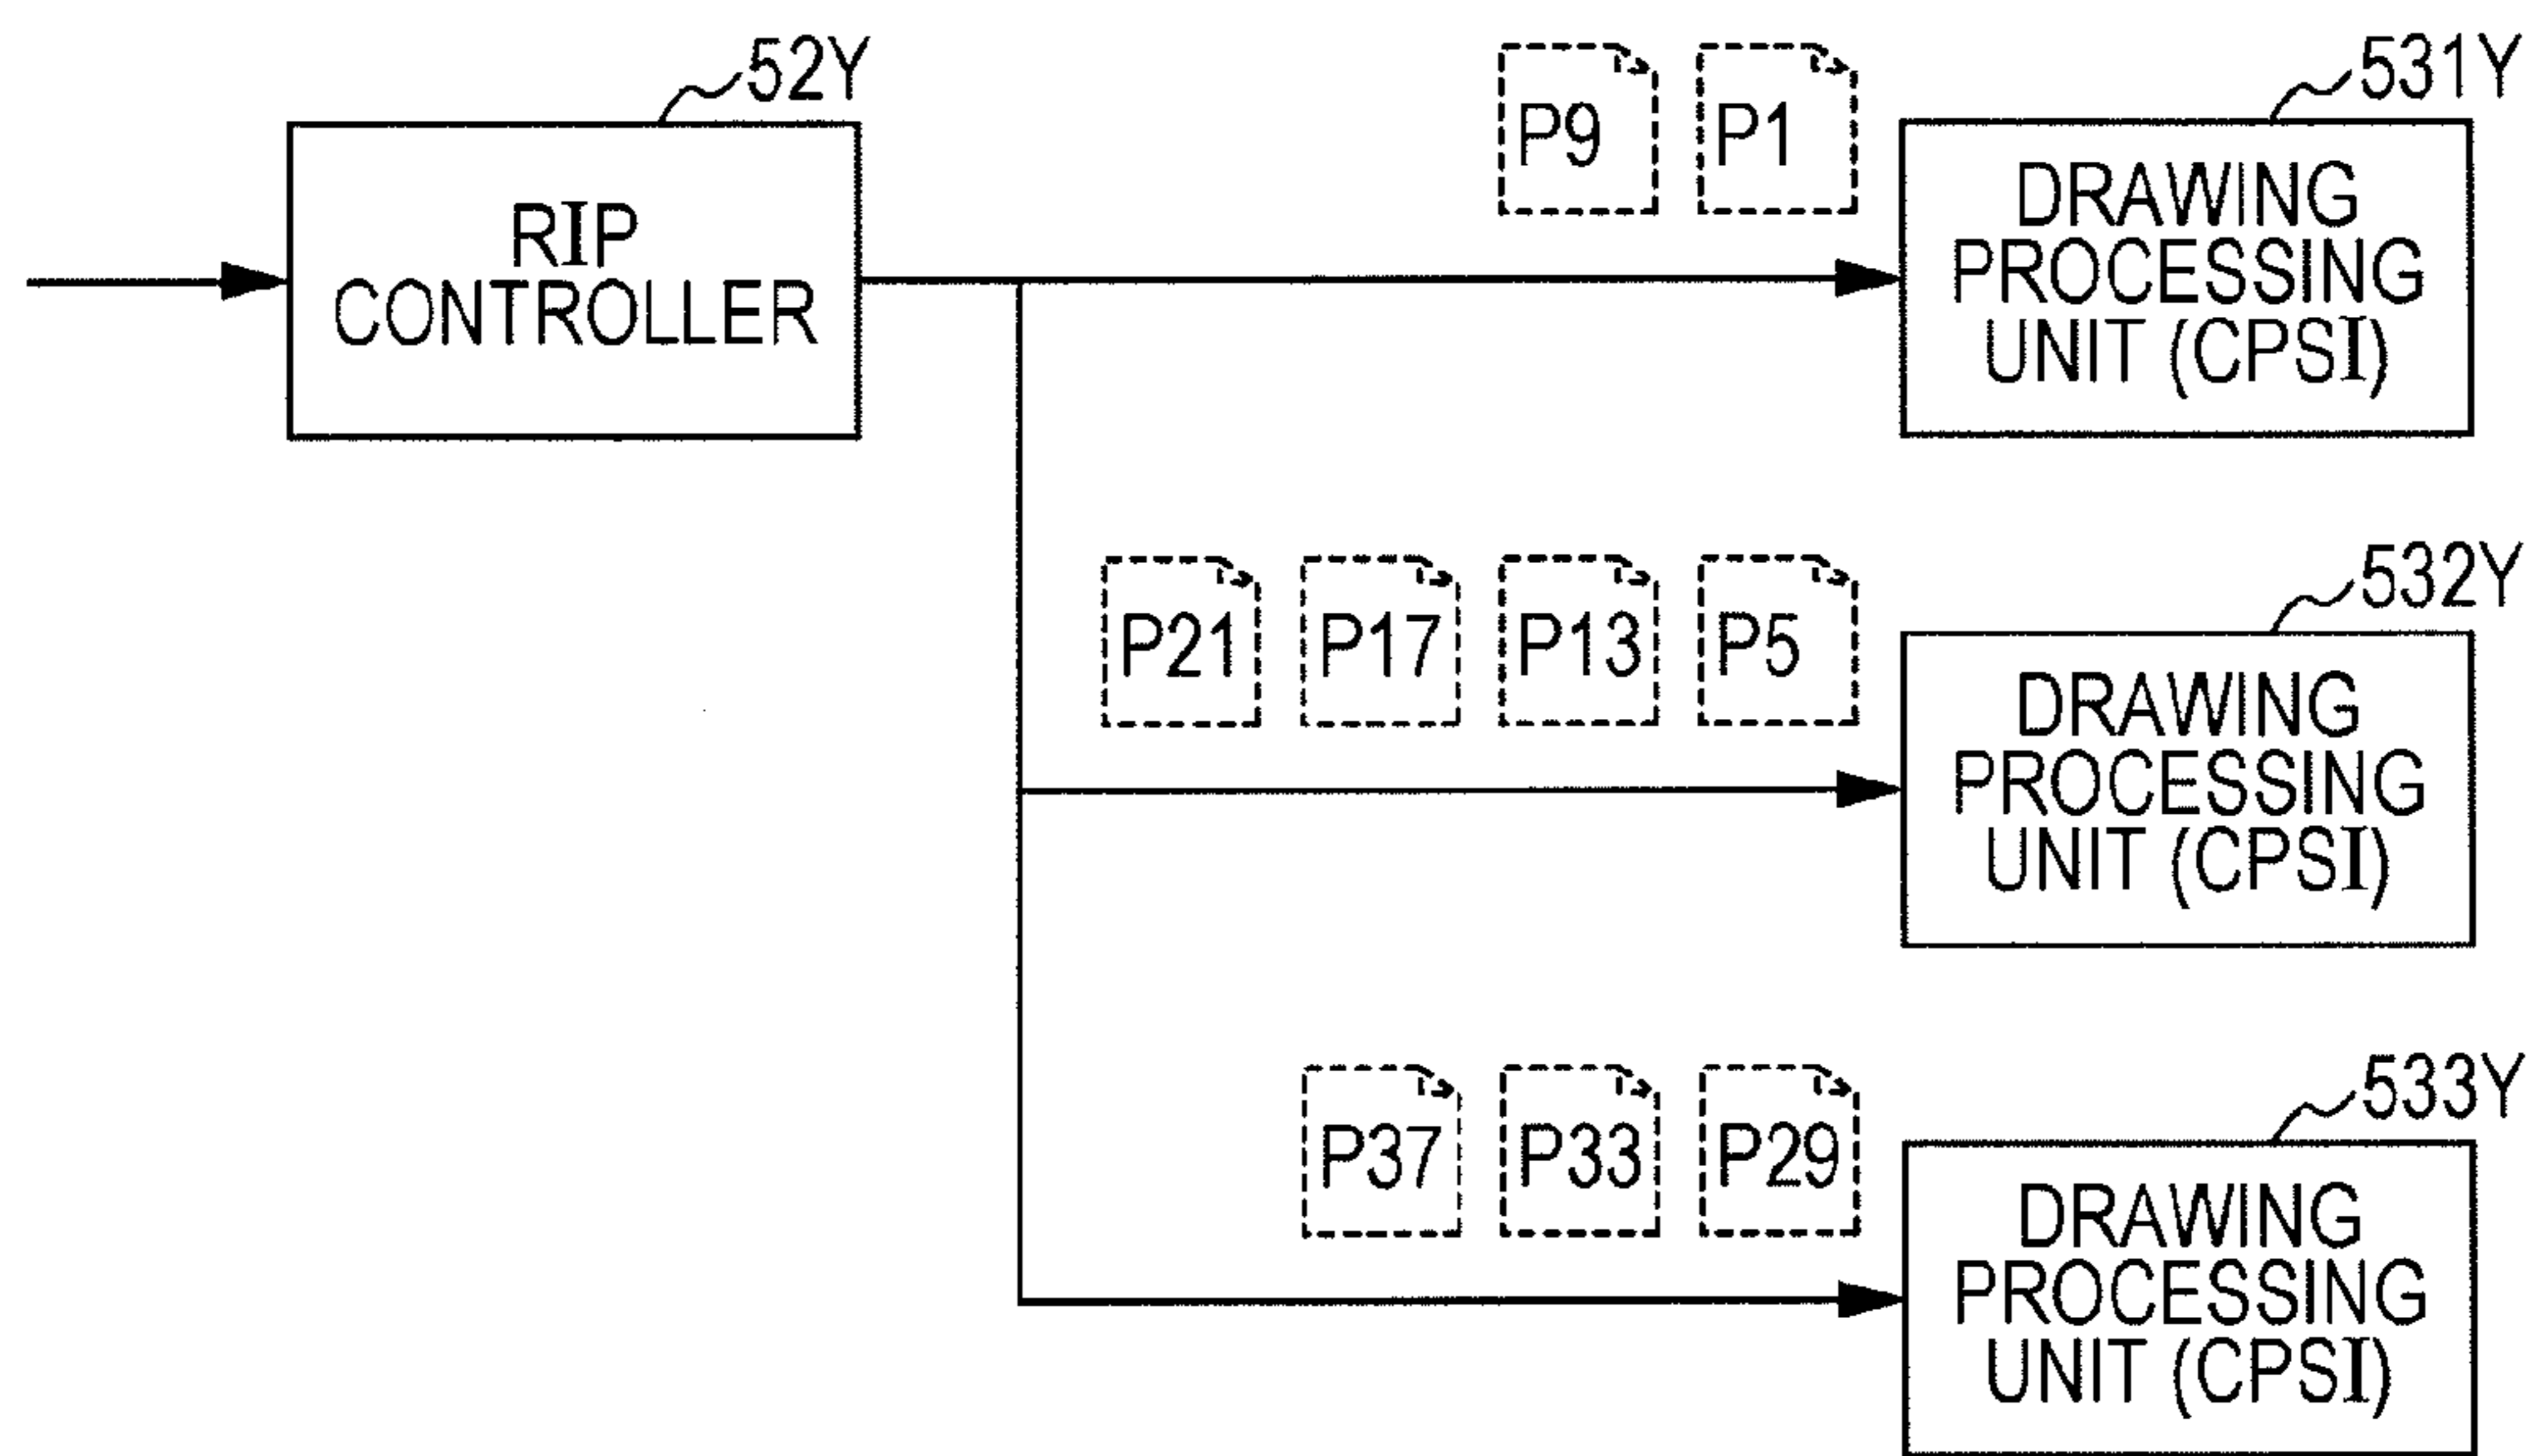 52Y
RIP
CONTROLLER
P9 P1
531Y
DRAWING
PROCESSING
UNIT (CPSI)
P21 P17 P13 P5
532Y
DRAWING
PROCESSING
UNIT (CPSI)
P37 P33 P29
533Y
DRAWING
PROCESSING
UNIT (CPSI)